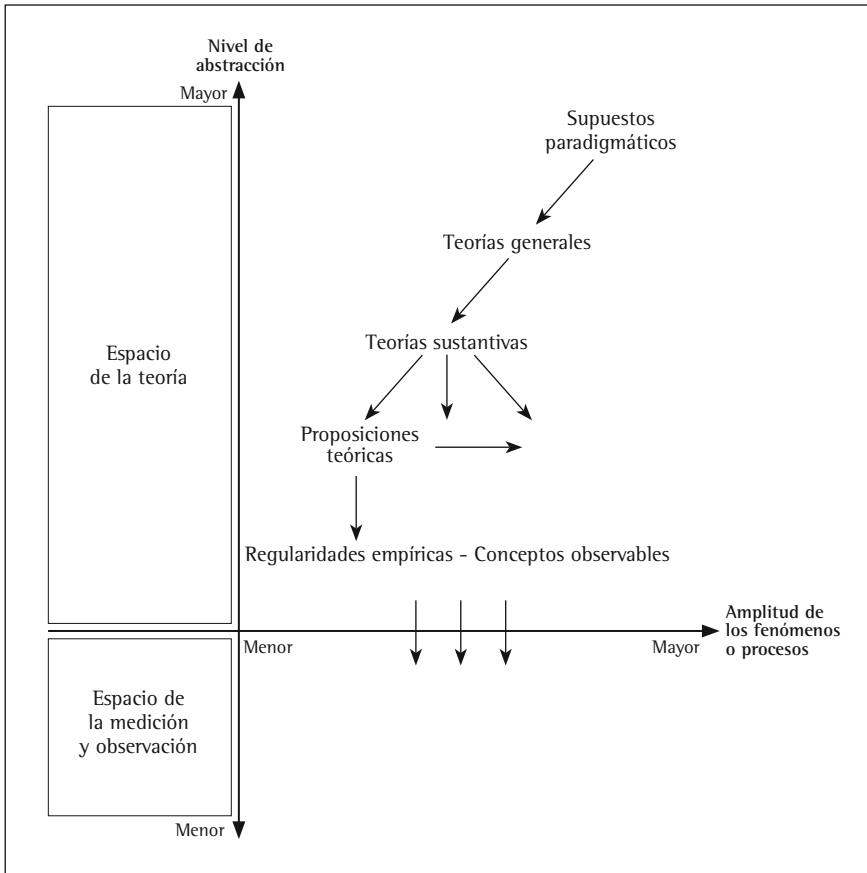 Nivel de
abstracción
Mayor
Supuestos
paradigmáticos
Teorías generales
Teorías sustantivas
Espacio
de la teoría
Proposiciones
teóricas
Regularidades empíricas - Conceptos observables
Amplitud de
los fenómenos
o procesos
Menor
Mayor
Espacio de
la medición
y observación
Menor